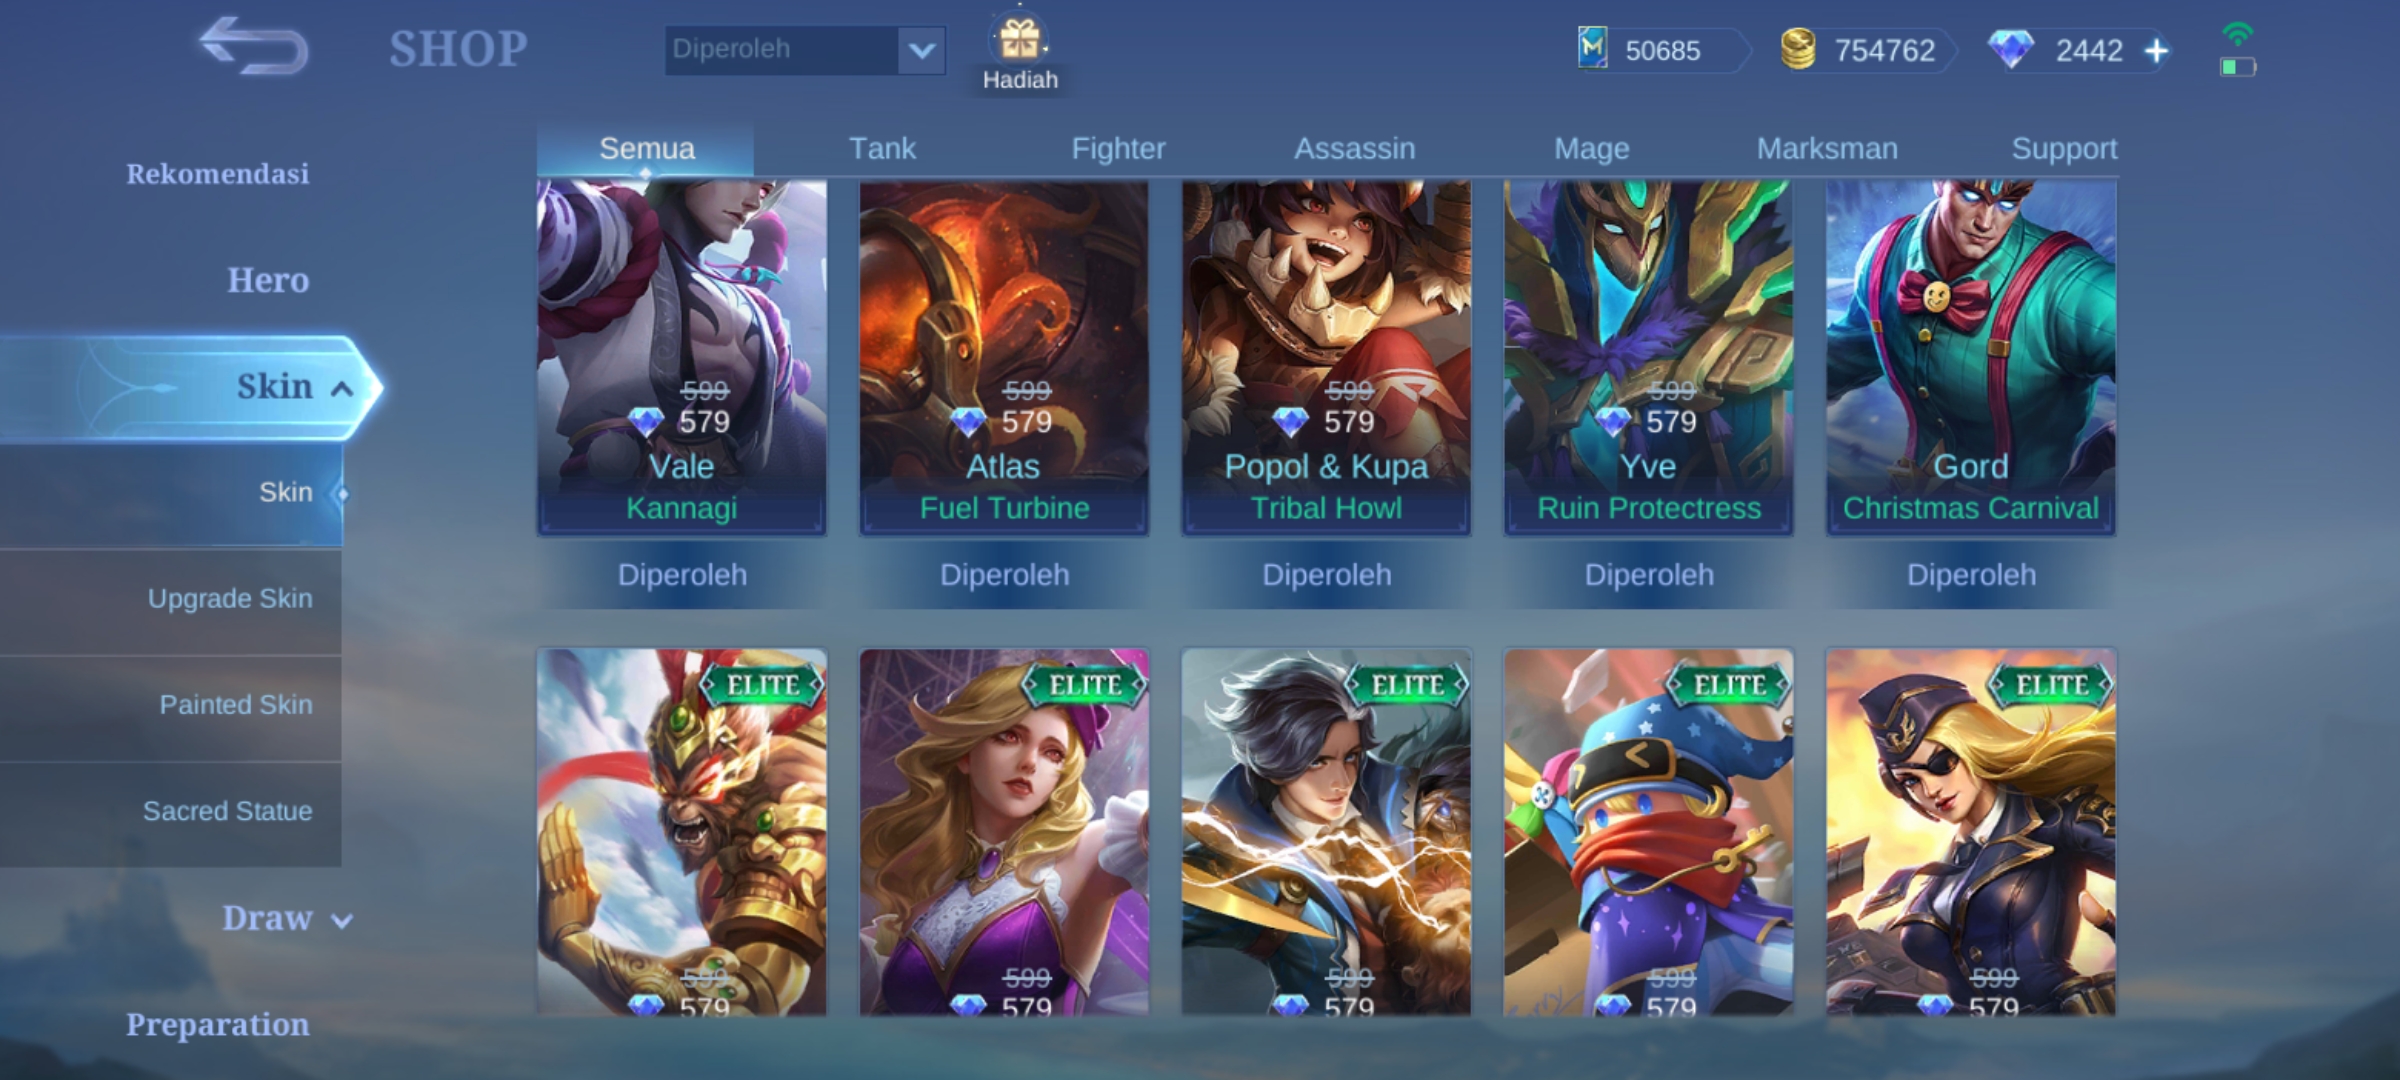 SHOP
Diperoleh
Hadiah
50685
754762
2442
Rekomendasi
Hero
Skin
Skin
Upgrade Skin
Painted Skin
Sacred Statue
Draw
Preparation
Semua
Tank
Fighter
Assassin
Mage
Marksman
Support
599
579
Vale
Kannagi
Diperoleh
599
579
Atlas
Fuel Turbine
Diperoleh
599
579
Popol & Kupa
Tribal Howl
Diperoleh
599
579
Yve
Ruin Protectress
Diperoleh
Gord
Christmas Carnival
Diperoleh
ELITE
599
579
ELITE
599
579
ELITE
599
579
ELITE
599
579
ELITE
599
579